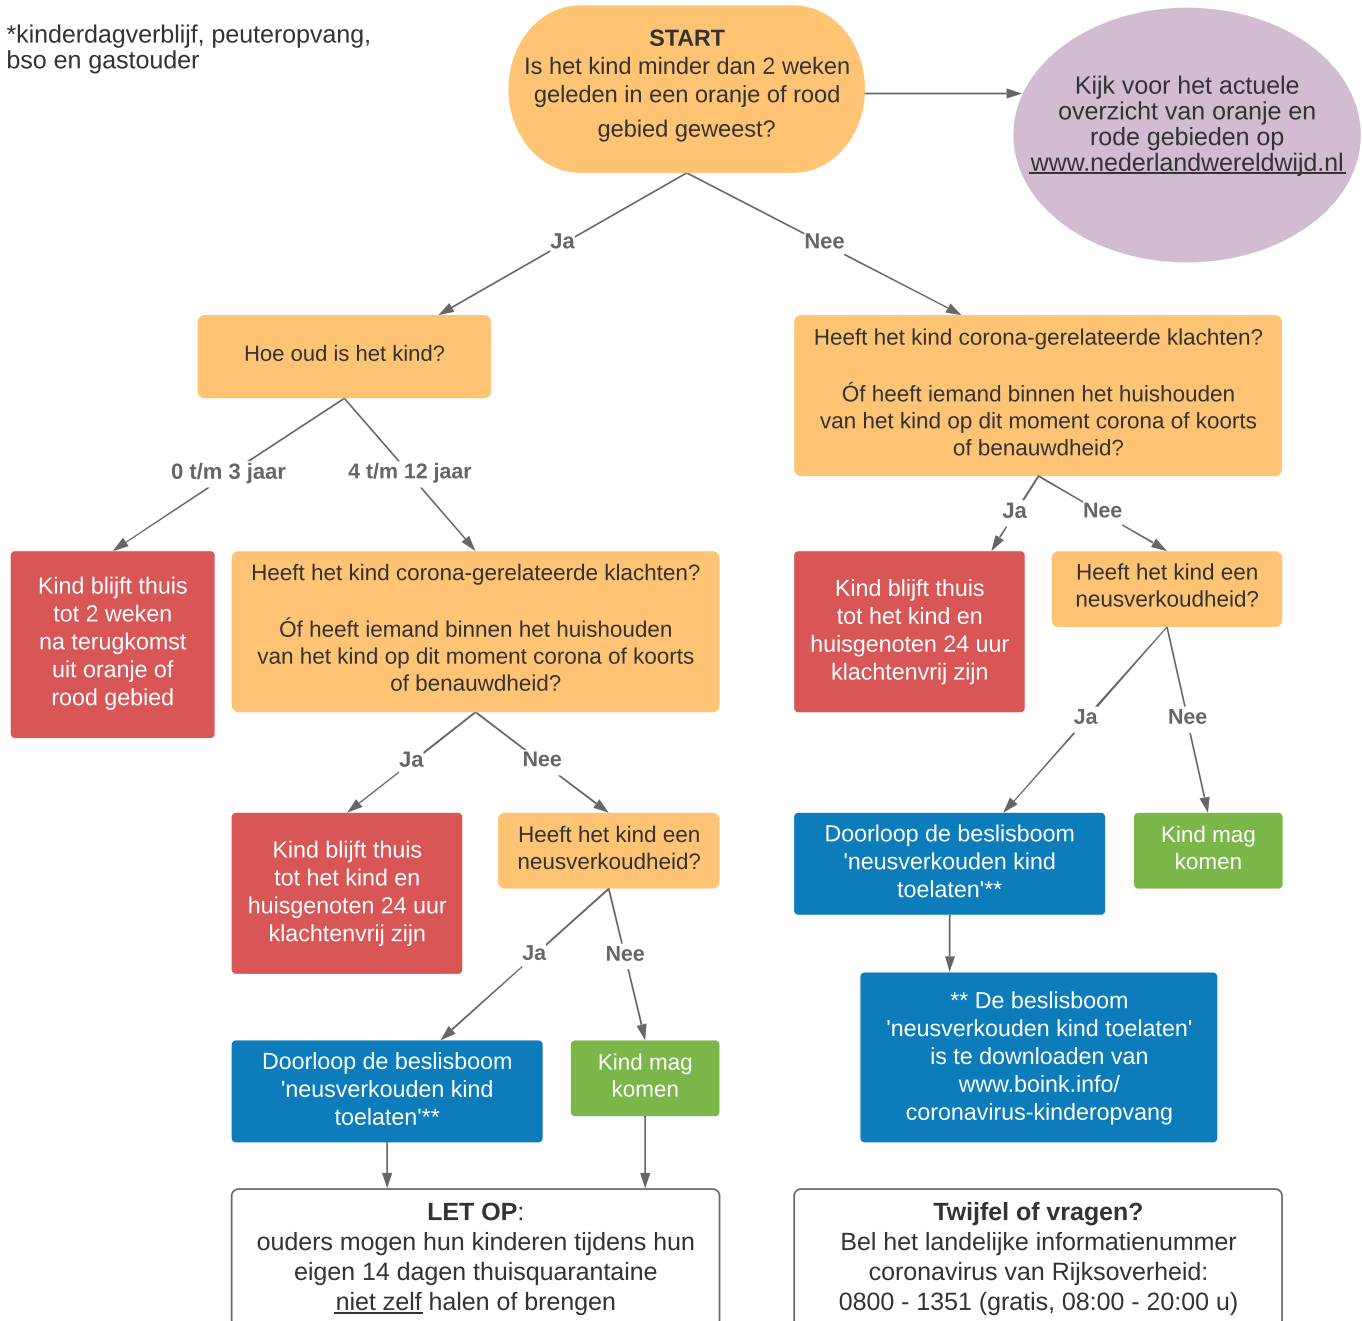 *kinderdagverblijf, peuteropvang,
bso en gastouder
START
Is het kind minder dan 2 weken
geleden in een oranje of rood
gebied geweest?
Kijk voor het actuele
overzicht van oranje en
rode gebieden op
www.nederlandwereldwijd.nl
Ja
Nee
Hoe oud is het kind?
Heeft het kind corona-gerelateerde klachten?
Óf heeft iemand binnen het huishouden
van het kind op dit moment corona of koorts
of benauwdheid?
0 t/m 3 jaar
4 t/m 12 jaar
Ja
Nee
Kind blijft thuis
tot 2 weken
na terugkomst
uit oranje of
rood gebied
Heeft het kind corona-gerelateerde klachten?
Óf heeft iemand binnen het huishouden
van het kind op dit moment corona of koorts
of benauwdheid?
Kind blijft thuis
tot het kind en
huisgenoten 24 uur
klachtenvrij zijn
Heeft het kind een
neusverkoudheid?
Ja
Nee
Ja
Nee
Kind blijft thuis
tot het kind en
huisgenoten 24 uur
klachtenvrij zijn
Heeft het kind een
neusverkoudheid?
Doorloop de beslisboom
'neusverkouden kind
toelaten'**
Kind mag
komen
Ja
Nee
** De beslisboom
'neusverkouden kind toelaten'
is te downloaden van
www.boink.info/
coronavirus-kinderopvang
Doorloop de beslisboom
'neusverkouden kind
toelaten'**
Kind mag
komen
LET OP:
ouders mogen hun kinderen tijdens hun
eigen 14 dagen thuisquarantaine
niet zelf halen of brengen
Twijfel of vragen?
Bel het landelijke informatienummer
coronavirus van Rijksoverheid:
0800 - 1351 (gratis, 08:00 - 20:00 u)